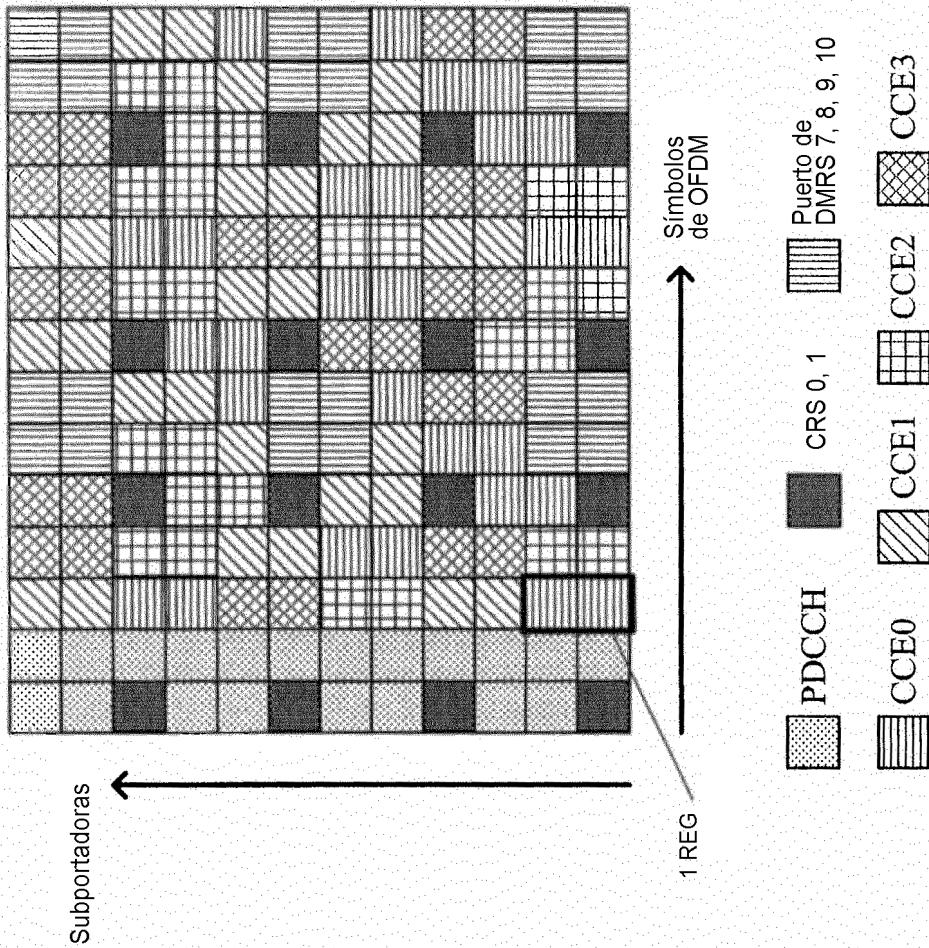 Subportadoras
1 REG
Símbolos
de OFDM
PDCCH
CRS 0, 1
Puerto de
DMRS 7, 8, 9, 10
CCE0
CCE1
CCE2
CCE3